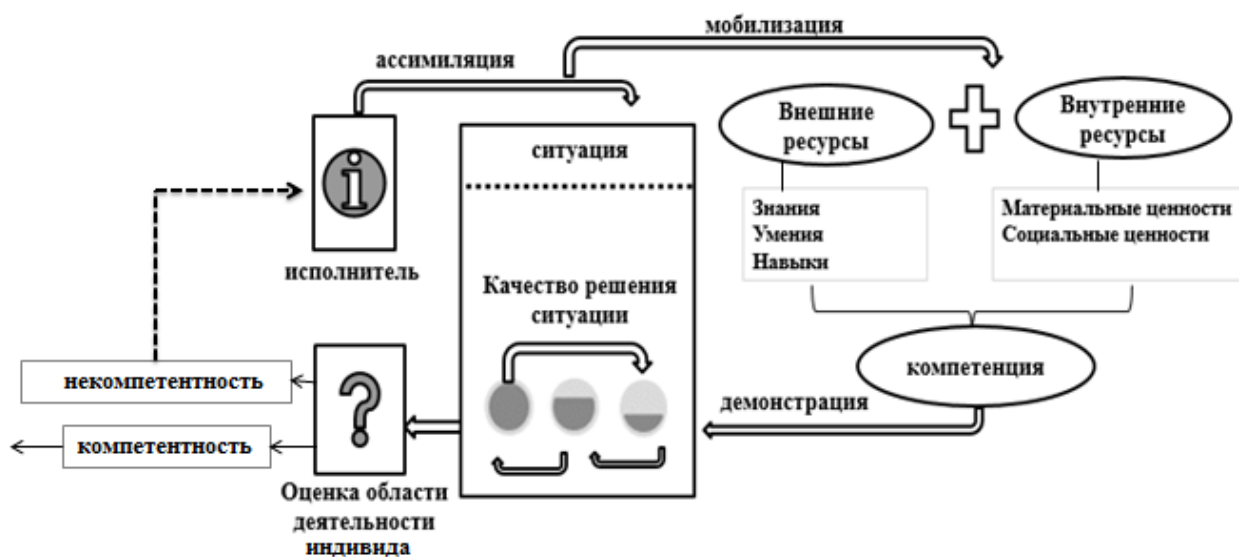 мобилизация
ассимиляция
Внешние
ресурсы
Внутренние
ресурсы
ситуация
Знания
Умения
Навыки
Материальные ценности
Социальные ценности
исполнитель
Качество решения
ситуации
компетенция
некомпетентность
демонстрация
компетентность
Оценка области
деятельности
индивида